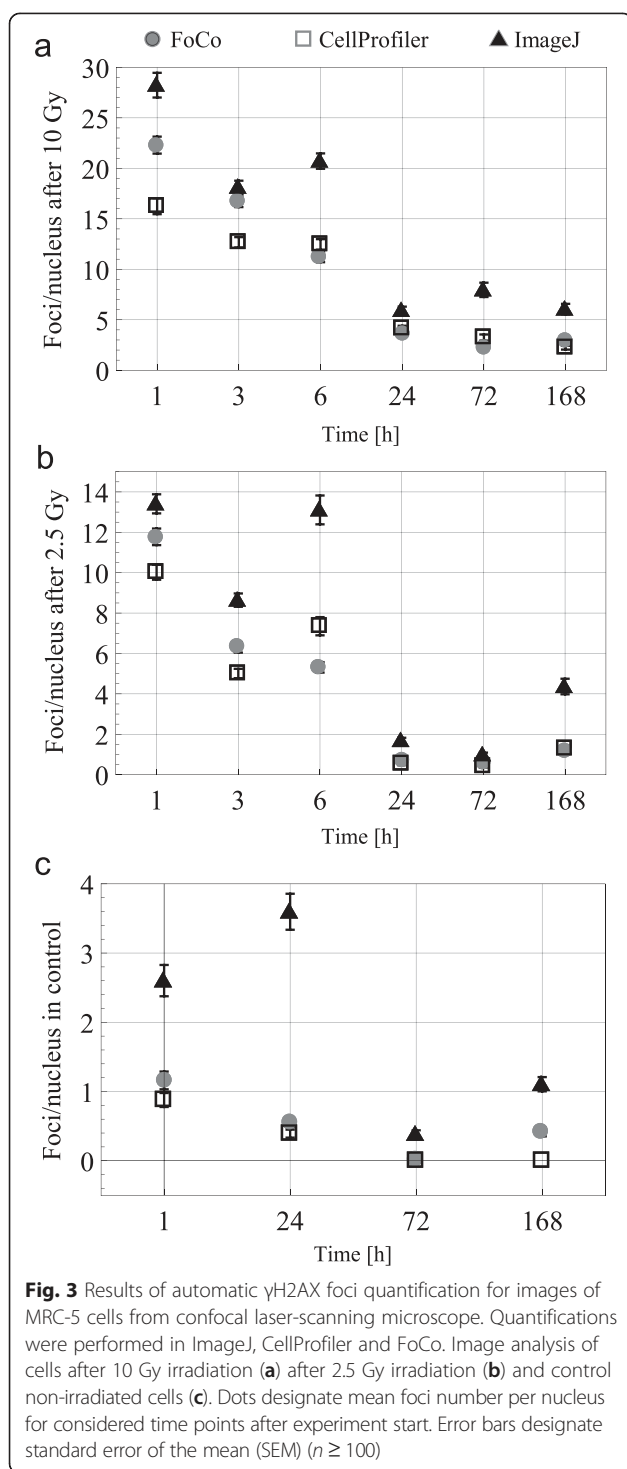 a
FoCo CellProfiler ImageJ
Foci/nucleus after 10 Gy
30
25
20
15
10
5
0
1 3 6 24 72 168
Time [h]
b
Foci/nucleus after 2.5 Gy
14
12
10
8
6
4
2
0
1 3 6 24 72 168
Time [h]
c
Foci/nucleus in control
4
3
2
1
0
1 24 72 168
Time [h]
Fig. 3 Results of automatic γH2AX foci quantification for images of
MRC-5 cells from confocal laser-scanning microscope. Quantifications
were performed in ImageJ, CellProfiler and FoCo. Image analysis of
cells after 10 Gy irradiation (a) after 2.5 Gy irradiation (b) and control
non-irradiated cells (c). Dots designate mean foci number per nucleus
for considered time points after experiment start. Error bars designate
standard error of the mean (SEM) (n ≥ 100)